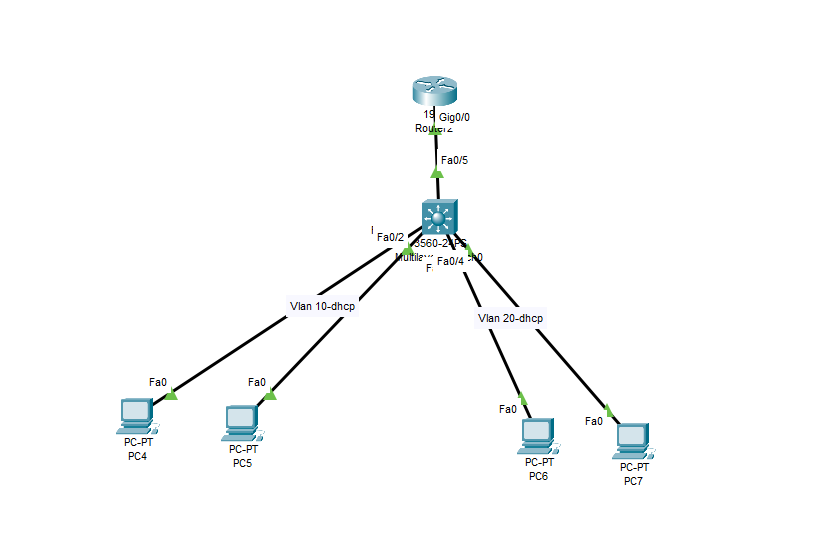 19
Gig0/0
Router2
Fa0/5
Fa0/2
3560-24PS
Fa0/4
Vlan 10-dhcp
Vlan 20-dhcp
Fa0
Fa0
Fa0
Fa0
PC-PT
PC4
PC-PT
PC5
PC-PT
PC6
PC-PT
PC7